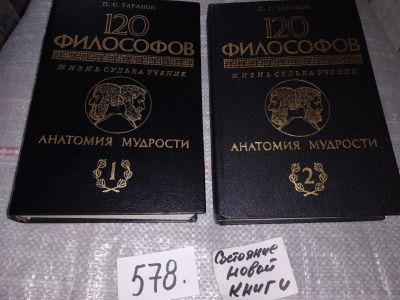 П. С. ТАРАНОВ
120
ФИЛОСОФОВ
ЖИЗНЬ СУДЬБА УЧЕНИЕ
АНАТОМИЯ МУДРОСТИ
1
П. С. ТАРАНОВ
120
ФИЛОСОФОВ
ЖИЗНЬ СУДЬБА УЧЕНИЕ
АНАТОМИЯ МУДРОСТИ
2
578.
Состояние
новой
книги